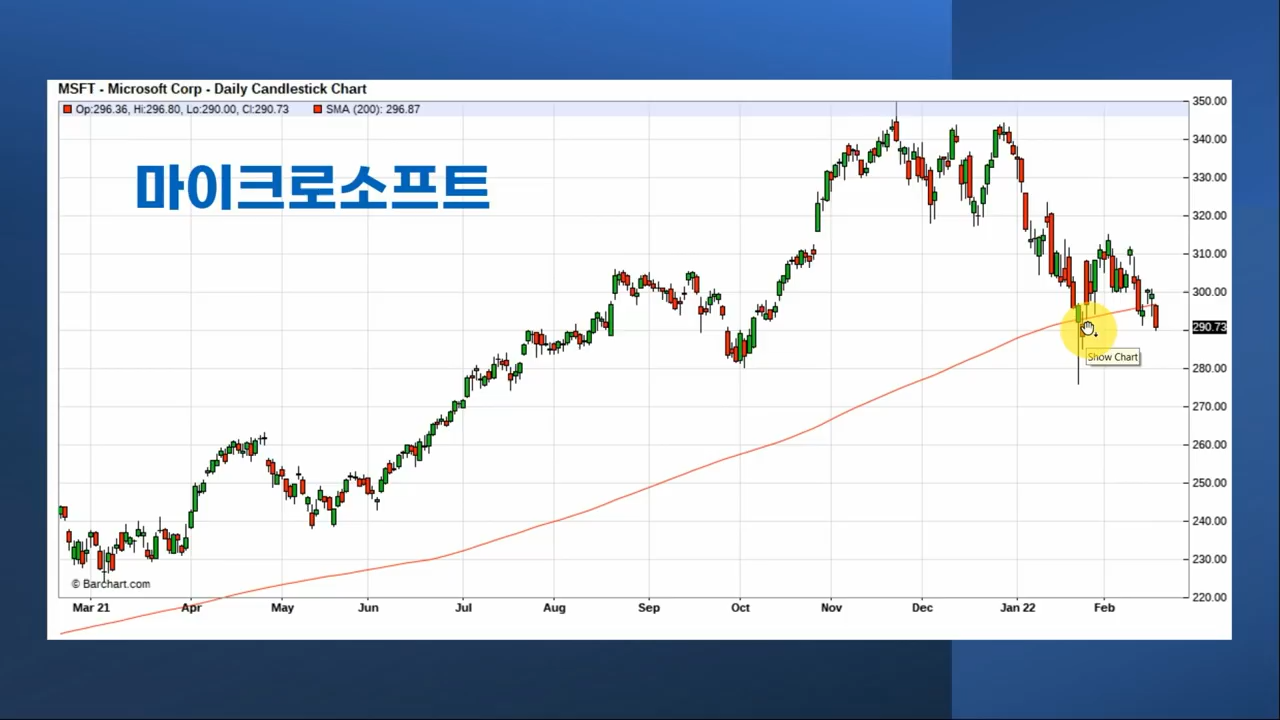 MSFT - Microsoft Corp - Daily Candlestick Chart
Op:296.36, Hi:296.80, Lo:290.00, Cl:290.73 SMA (200): 296.87
마이크로소프트
350.00
340.00
330.00
320.00
310.00
300.00
290.73
Show Chart
280.00
270.00
260.00
250.00
240.00
230.00
© Barchart.com
220.00
Mar 21 Apr May Jun Jul Aug Sep Oct Nov Dec Jan 22 Feb